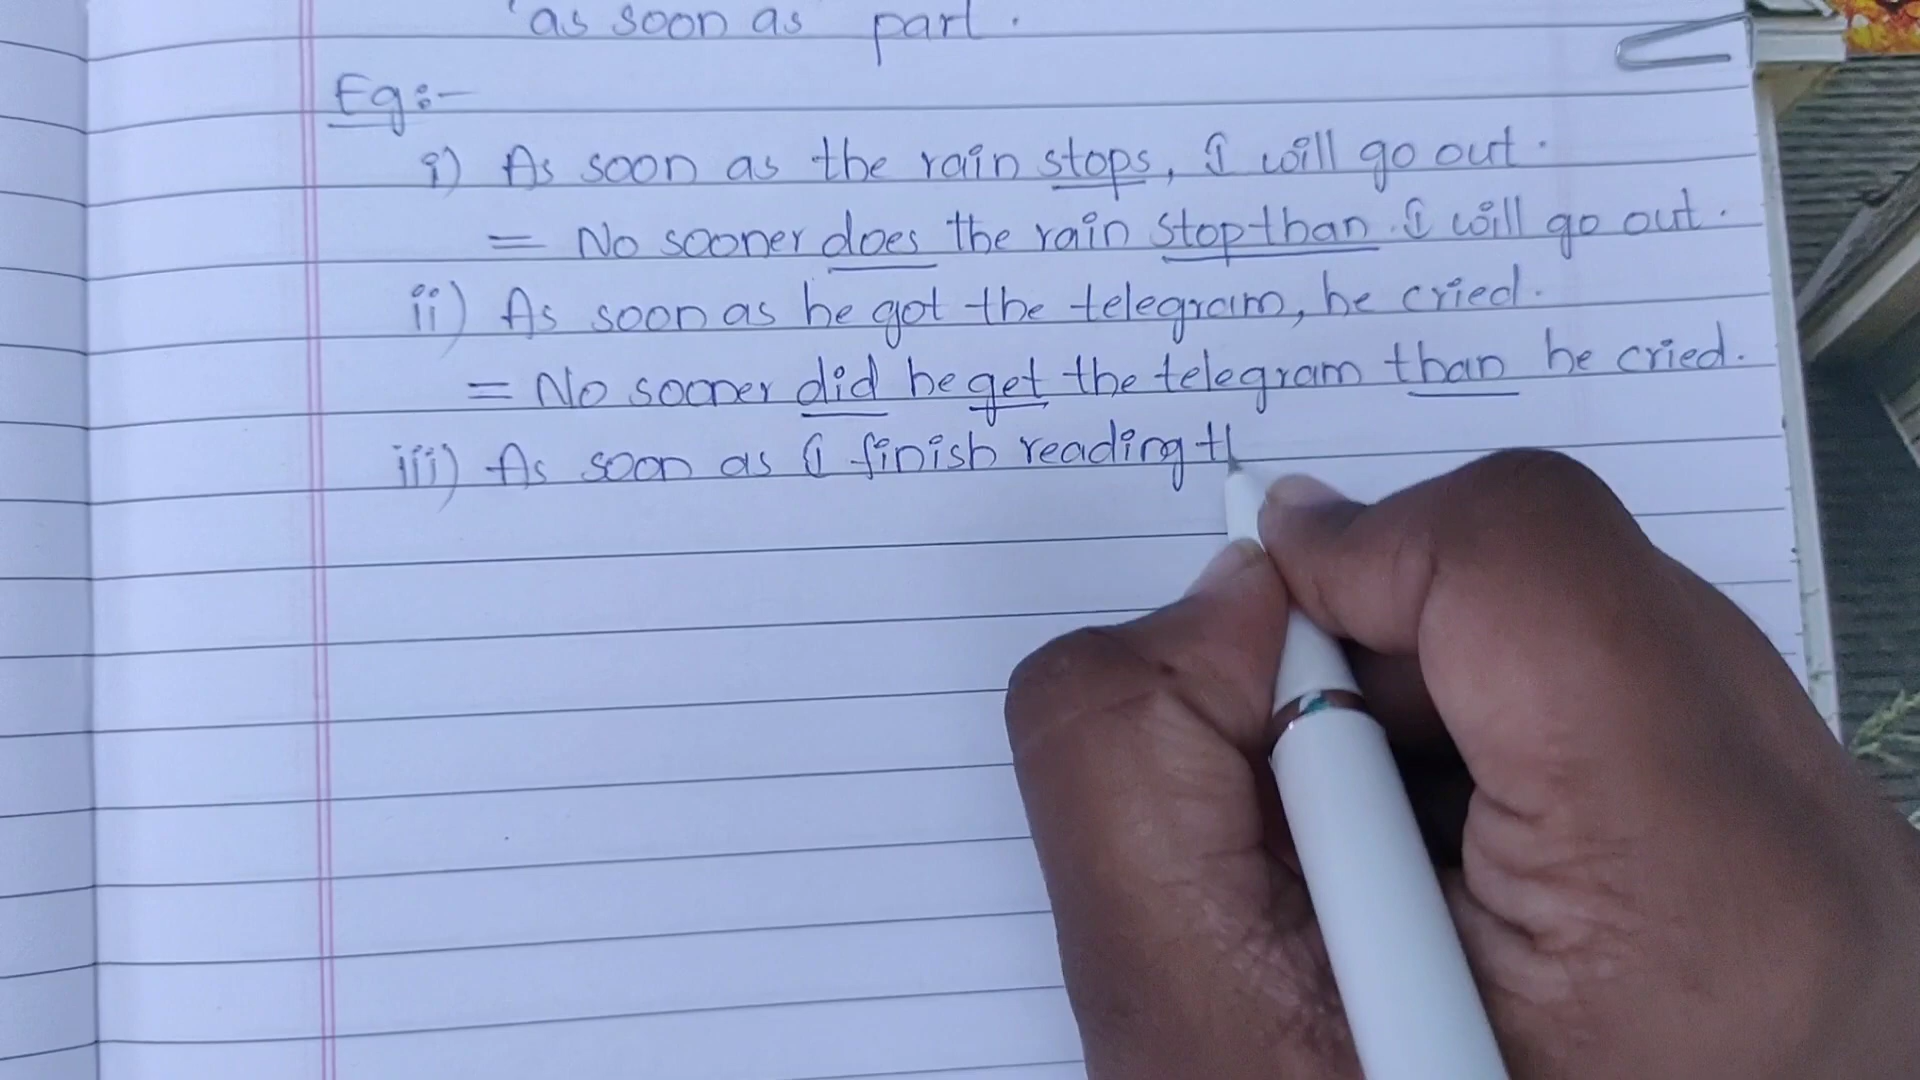 'as soon as' part.
Eg:-
i) As soon as the rain stops, I will go out.
= No sooner does the rain stop than I will go out.
ii) As soon as he got the telegram, he cried.
= No sooner did he get the telegram than he cried.
iii) As soon as I finish reading th